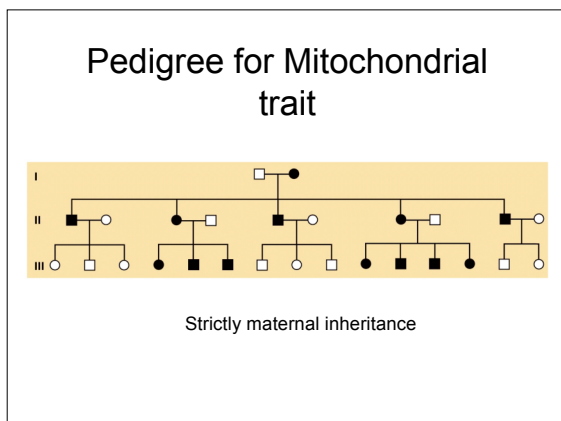 Pedigree for Mitochondrial
trait
I
II
III
Strictly maternal inheritance